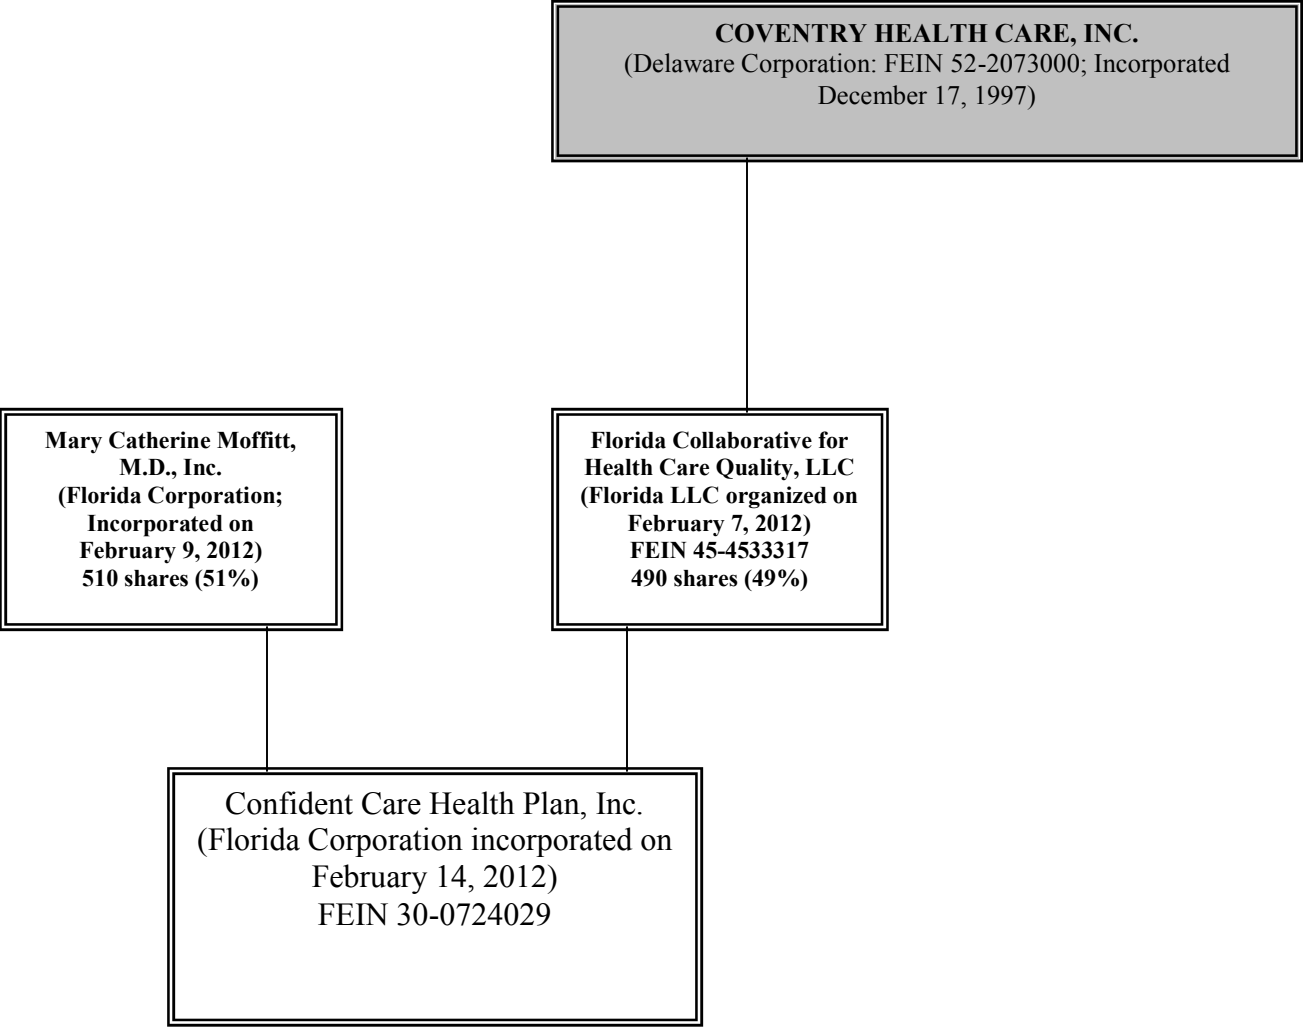 COVENTRY HEALTH CARE, INC.
(Delaware Corporation: FEIN 52-2073000; Incorporated
December 17, 1997)
Mary Catherine Moffitt,
M.D., Inc.
(Florida Corporation;
Incorporated on
February 9, 2012)
510 shares (51%)
Florida Collaborative for
Health Care Quality, LLC
(Florida LLC organized on
February 7, 2012)
FEIN 45-4533317
490 shares (49%)
Confident Care Health Plan, Inc.
(Florida Corporation incorporated on
February 14, 2012)
FEIN 30-0724029